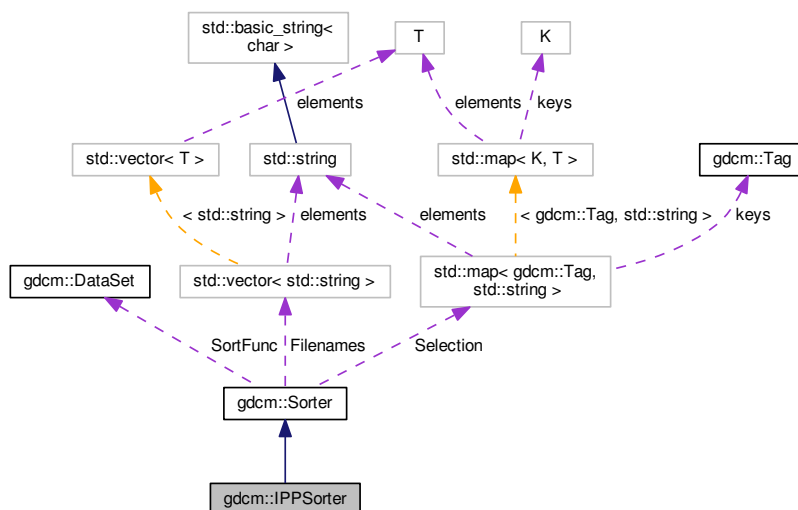 std::basic_string<
char >
T
K
elements
elements
keys
std::vector< T >
std::string
std::map< K, T >
gdcm::Tag
< std::string >
elements
elements
< gdcm::Tag, std::string >
keys
gdcm::DataSet
std::vector< std::string >
std::map< gdcm::Tag,
std::string >
SortFunc
Filenames
Selection
gdcm::Sorter
gdcm::IPPSorter